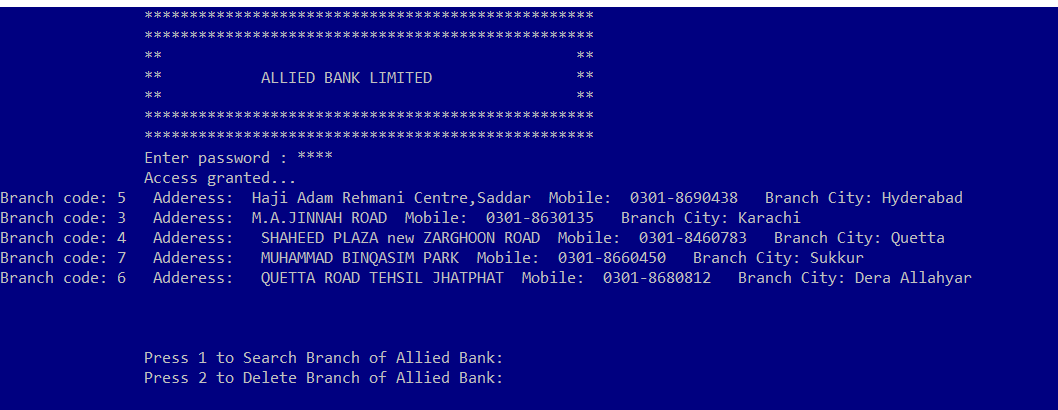 **************************************************
**************************************************
** **
** ALLIED BANK LIMITED **
** **
**************************************************
**************************************************
Enter password : ****
Access granted...
Branch code: 5 Adderess: Haji Adam Rehmani Centre,Saddar Mobile: 0301-8690438 Branch City: Hyderabad
Branch code: 3 Adderess: M.A.JINNAH ROAD Mobile: 0301-8630135 Branch City: Karachi
Branch code: 4 Adderess: SHAHEED PLAZA new ZARGHOON ROAD Mobile: 0301-8460783 Branch City: Quetta
Branch code: 7 Adderess: MUHAMMAD BINQASIM PARK Mobile: 0301-8660450 Branch City: Sukkur
Branch code: 6 Adderess: QUETTA ROAD TEHSIL JHATPHAT Mobile: 0301-8680812 Branch City: Dera Allahyar
Press 1 to Search Branch of Allied Bank:
Press 2 to Delete Branch of Allied Bank: